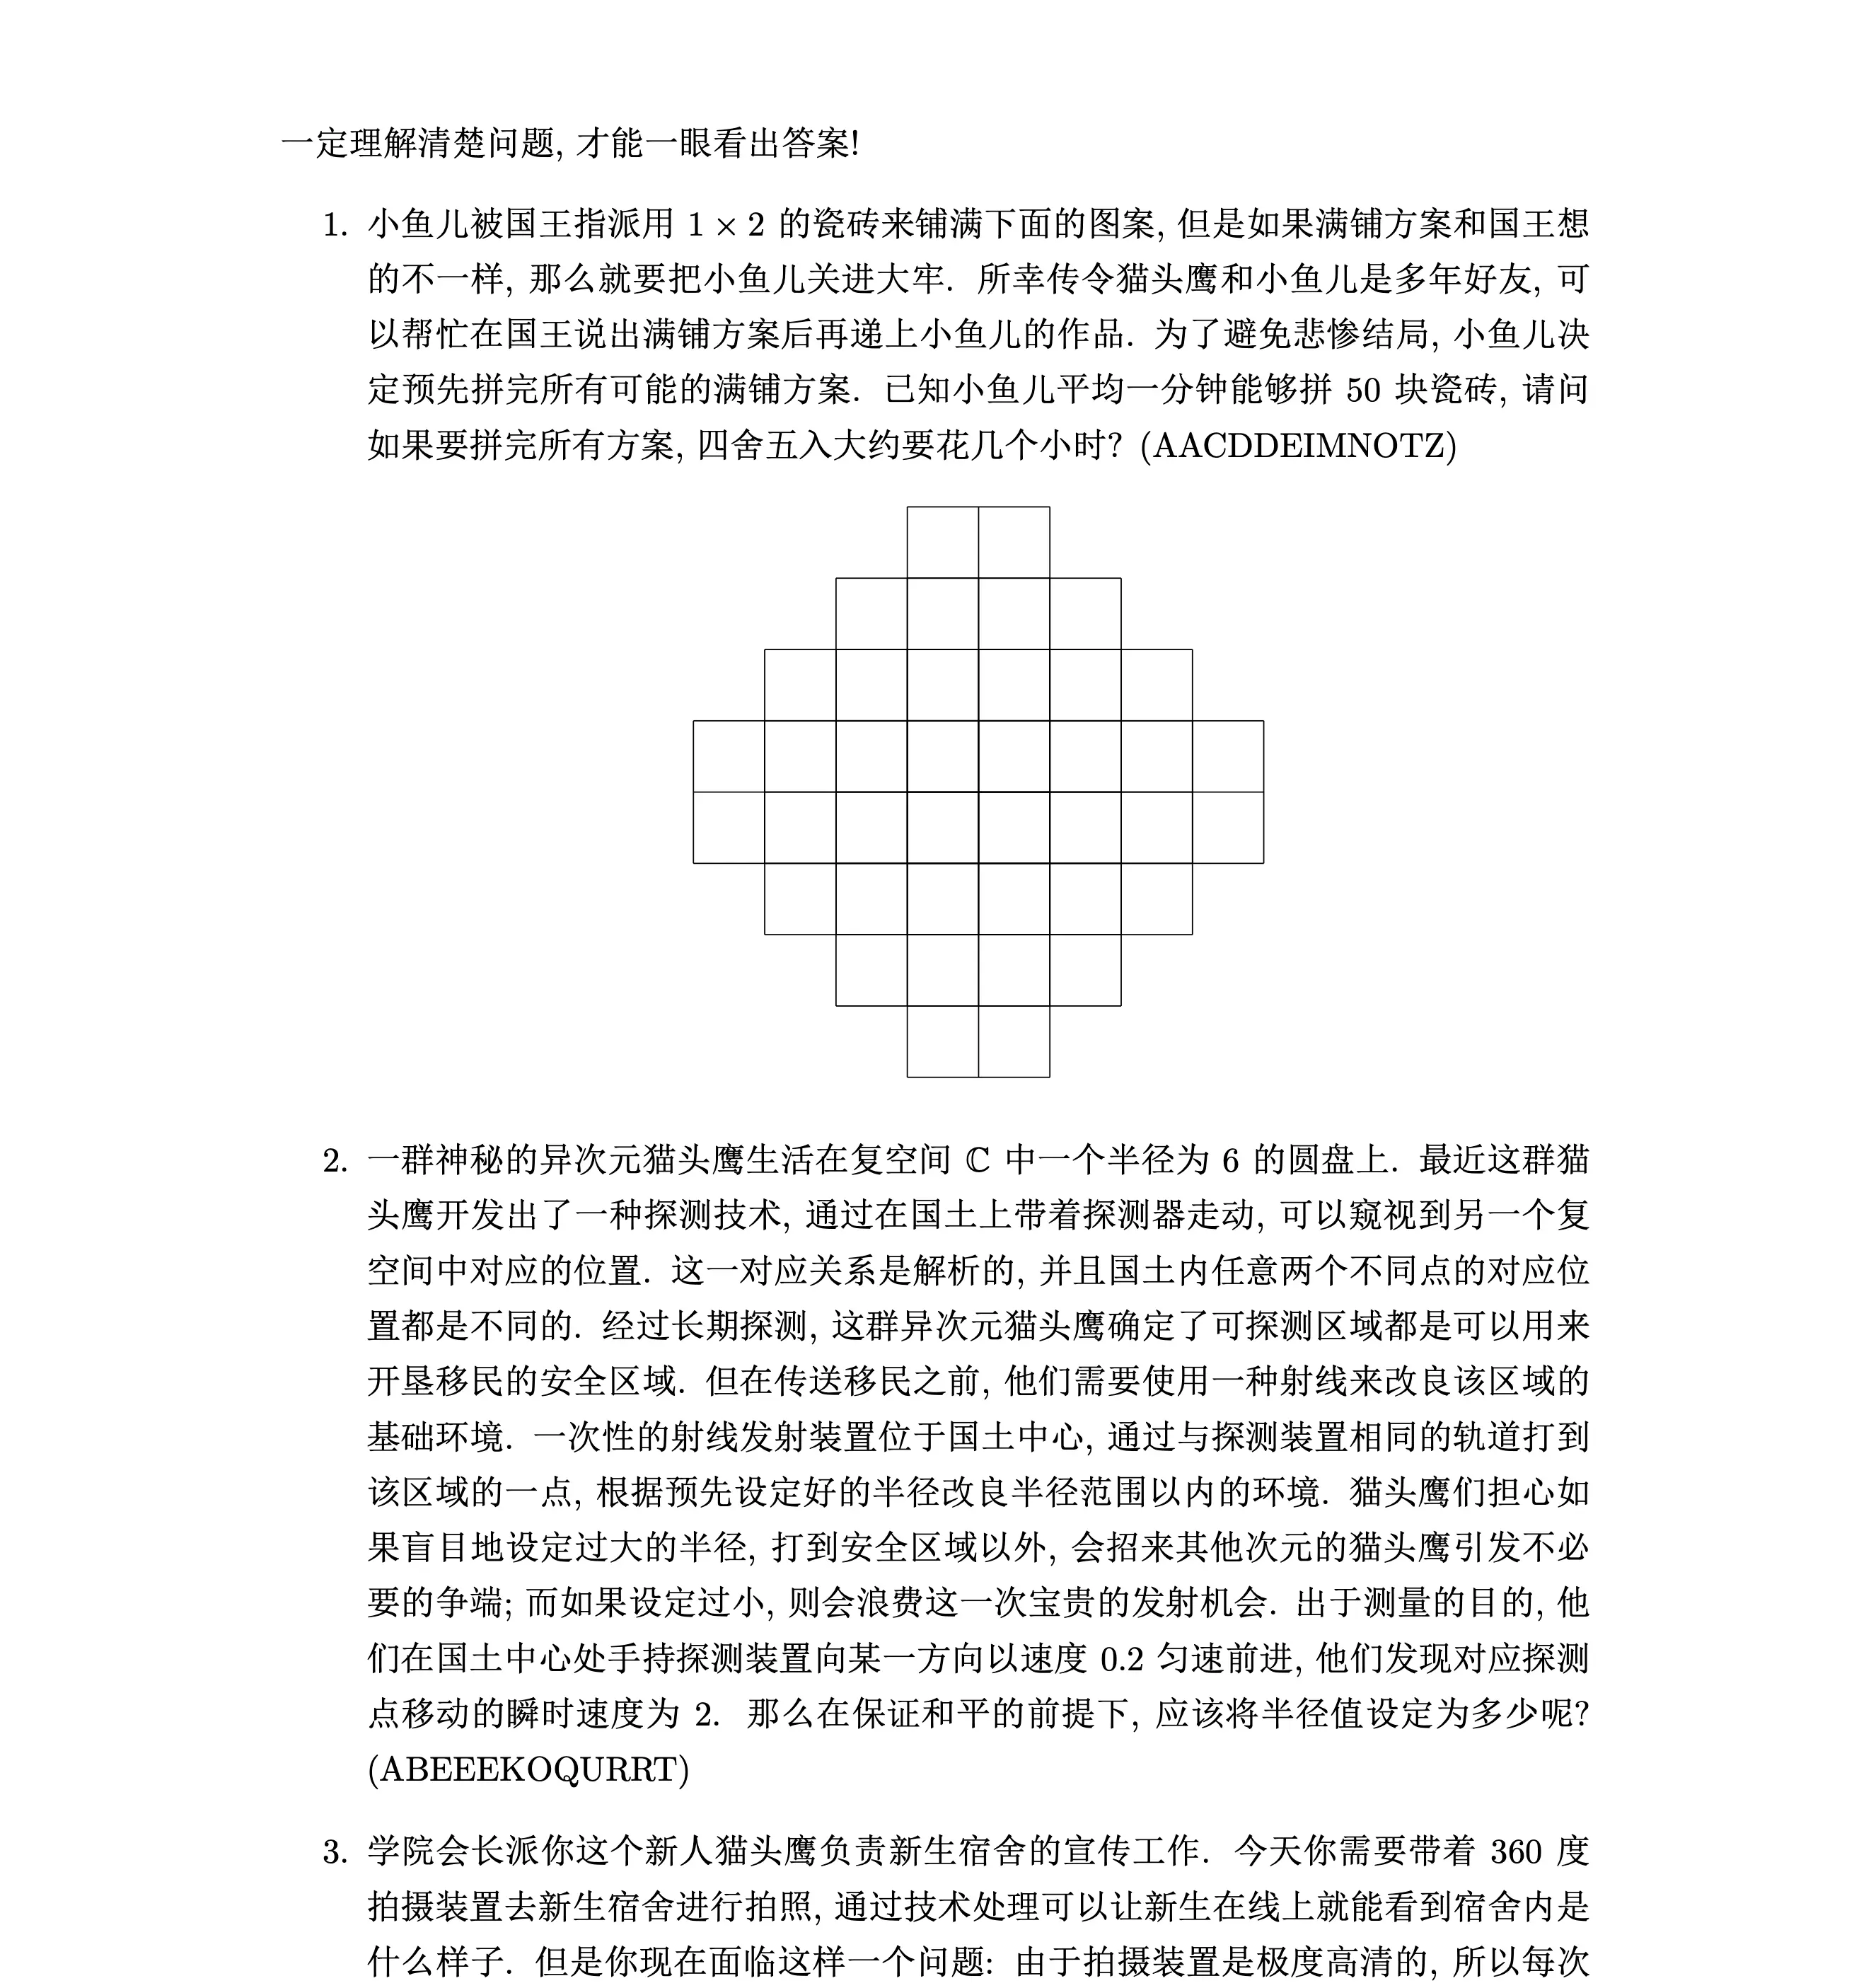 一定理解清楚问题, 才能一眼看出答案!
1. 小鱼儿被国王指派用 1 × 2 的瓷砖来铺满下面的图案, 但是如果满铺方案和国王想
的不一样, 那么就要把小鱼儿关进大牢. 所幸传令猫头鹰和小鱼儿是多年好友, 可
以帮忙在国王说出满铺方案后再递上小鱼儿的作品. 为了避免悲惨结局, 小鱼儿决
定预先拼完所有可能的满铺方案. 已知小鱼儿平均一分钟能够拼 50 块瓷砖, 请问
如果要拼完所有方案, 四舍五入大约要花几个小时? (AACDDEIMNOTZ)
2. 一群神秘的异次元猫头鹰生活在复空间 ℂ 中一个半径为 6 的圆盘上. 最近这群猫
头鹰开发出了一种探测技术, 通过在国土上带着探测器走动, 可以窥视到另一个复
空间中对应的位置. 这一对应关系是解析的, 并且国土内任意两个不同点的对应位
置都是不同的. 经过长期探测, 这群异次元猫头鹰确定了可探测区域都是可以用来
开垦移民的安全区域. 但在传送移民之前, 他们需要使用一种射线来改良该区域的
基础环境. 一次性的射线发射装置位于国土中心, 通过与探测装置相同的轨道打到
该区域的一点, 根据预先设定好的半径改良半径范围以内的环境. 猫头鹰们担心如
果盲目地设定过大的半径, 打到安全区域以外, 会招来其他次元的猫头鹰引发不必
要的争端; 而如果设定过小, 则会浪费这一次宝贵的发射机会. 出于测量的目的, 他
们在国土中心处手持探测装置向某一方向以速度 0.2 匀速前进, 他们发现对应探测
点移动的瞬时速度为 2. 那么在保证和平的前提下, 应该将半径值设定为多少呢?
(ABEEEKOQURRT)
3. 学院会长派你这个新人猫头鹰负责新生宿舍的宣传工作. 今天你需要带着 360 度
拍摄装置去新生宿舍进行拍照, 通过技术处理可以让新生在线上就能看到宿舍内是
什么样子. 但是你现在面临这样一个问题: 由于拍摄装置是极度高清的, 所以每次